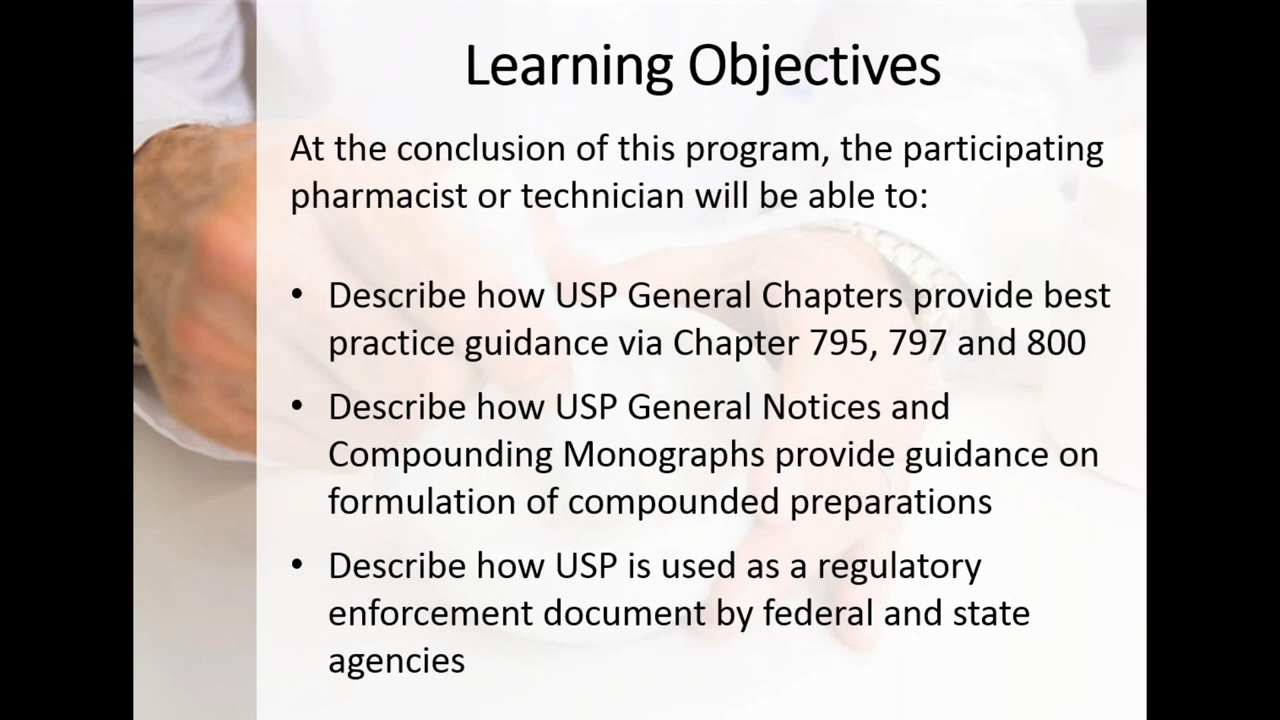 Learning Objectives
At the conclusion of this program, the participating
pharmacist or technician will be able to:
• Describe how USP General Chapters provide best
practice guidance via Chapter 795, 797 and 800
• Describe how USP General Notices and
Compounding Monographs provide guidance on
formulation of compounded preparations
• Describe how USP is used as a regulatory
enforcement document by federal and state
agencies